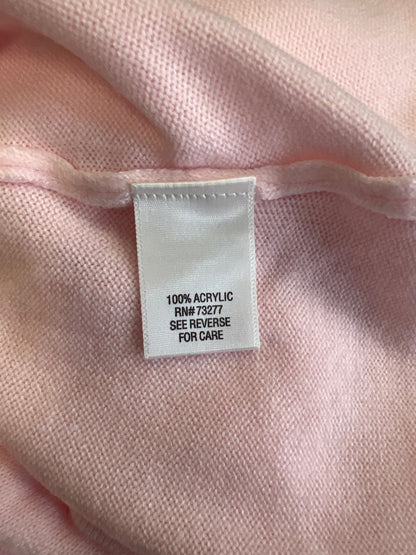 100% ACRYLIC
RN# 73277
SEE REVERSE
FOR CARE